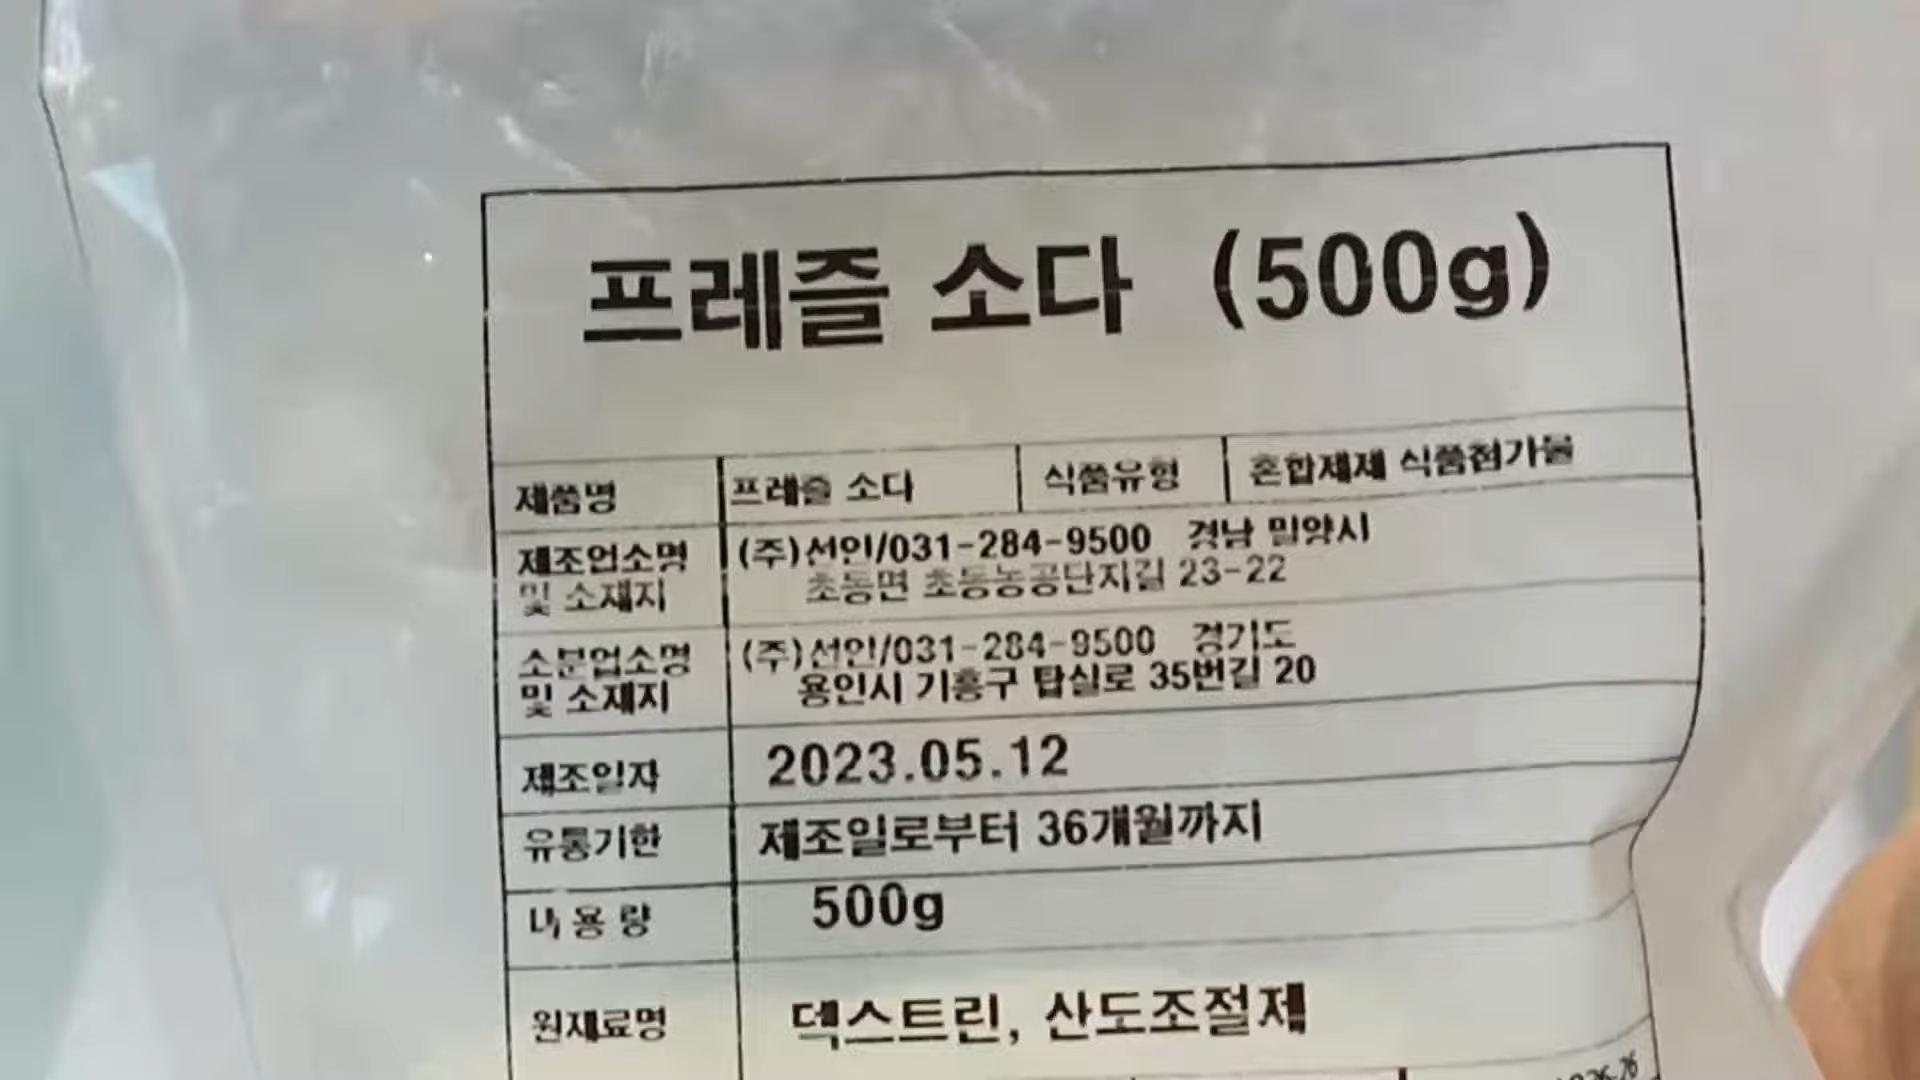 프레즐 소다 (500g)
제품명 프레즐 소다 식품유형 혼합제제 식품첨가물
제조업소명 (주)선인/031-284-9500 경남 밀양시
및 소재지 초동면 초동농공단지길 23-22
소분업소명 (주)선인/031-284-9500 경기도
및 소재지 용인시 기흥구 탑실로 35번길 20
제조일자 2023.05.12
유통기한 제조일로부터 36개월까지
내 용 량 500g
원재료명 덱스트린, 산도조절제